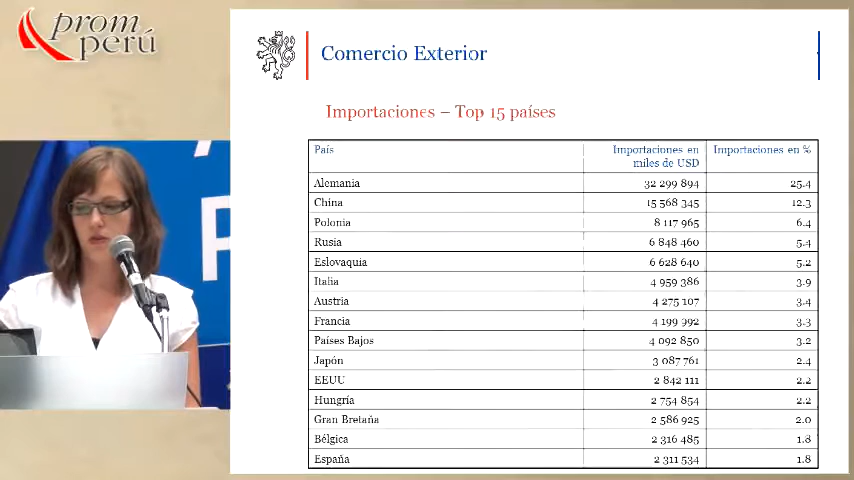 prom
perú
Comercio Exterior
Importaciones – Top 15 países
País Importaciones en miles de USD Importaciones en %
Alemania 32 299 894 25.4
China 15 568 345 12.3
Polonia 8 117 965 6.4
Rusia 6 848 460 5.4
Eslovaquia 6 628 640 5.2
Italia 4 959 386 3.9
Austria 4 275 107 3.4
Francia 4 199 992 3.3
Países Bajos 4 092 850 3.2
Japón 3 087 761 2.4
EEUU 2 842 111 2.2
Hungría 2 754 854 2.2
Gran Bretaña 2 586 925 2.0
Bélgica 2 316 485 1.8
España 2 311 534 1.8